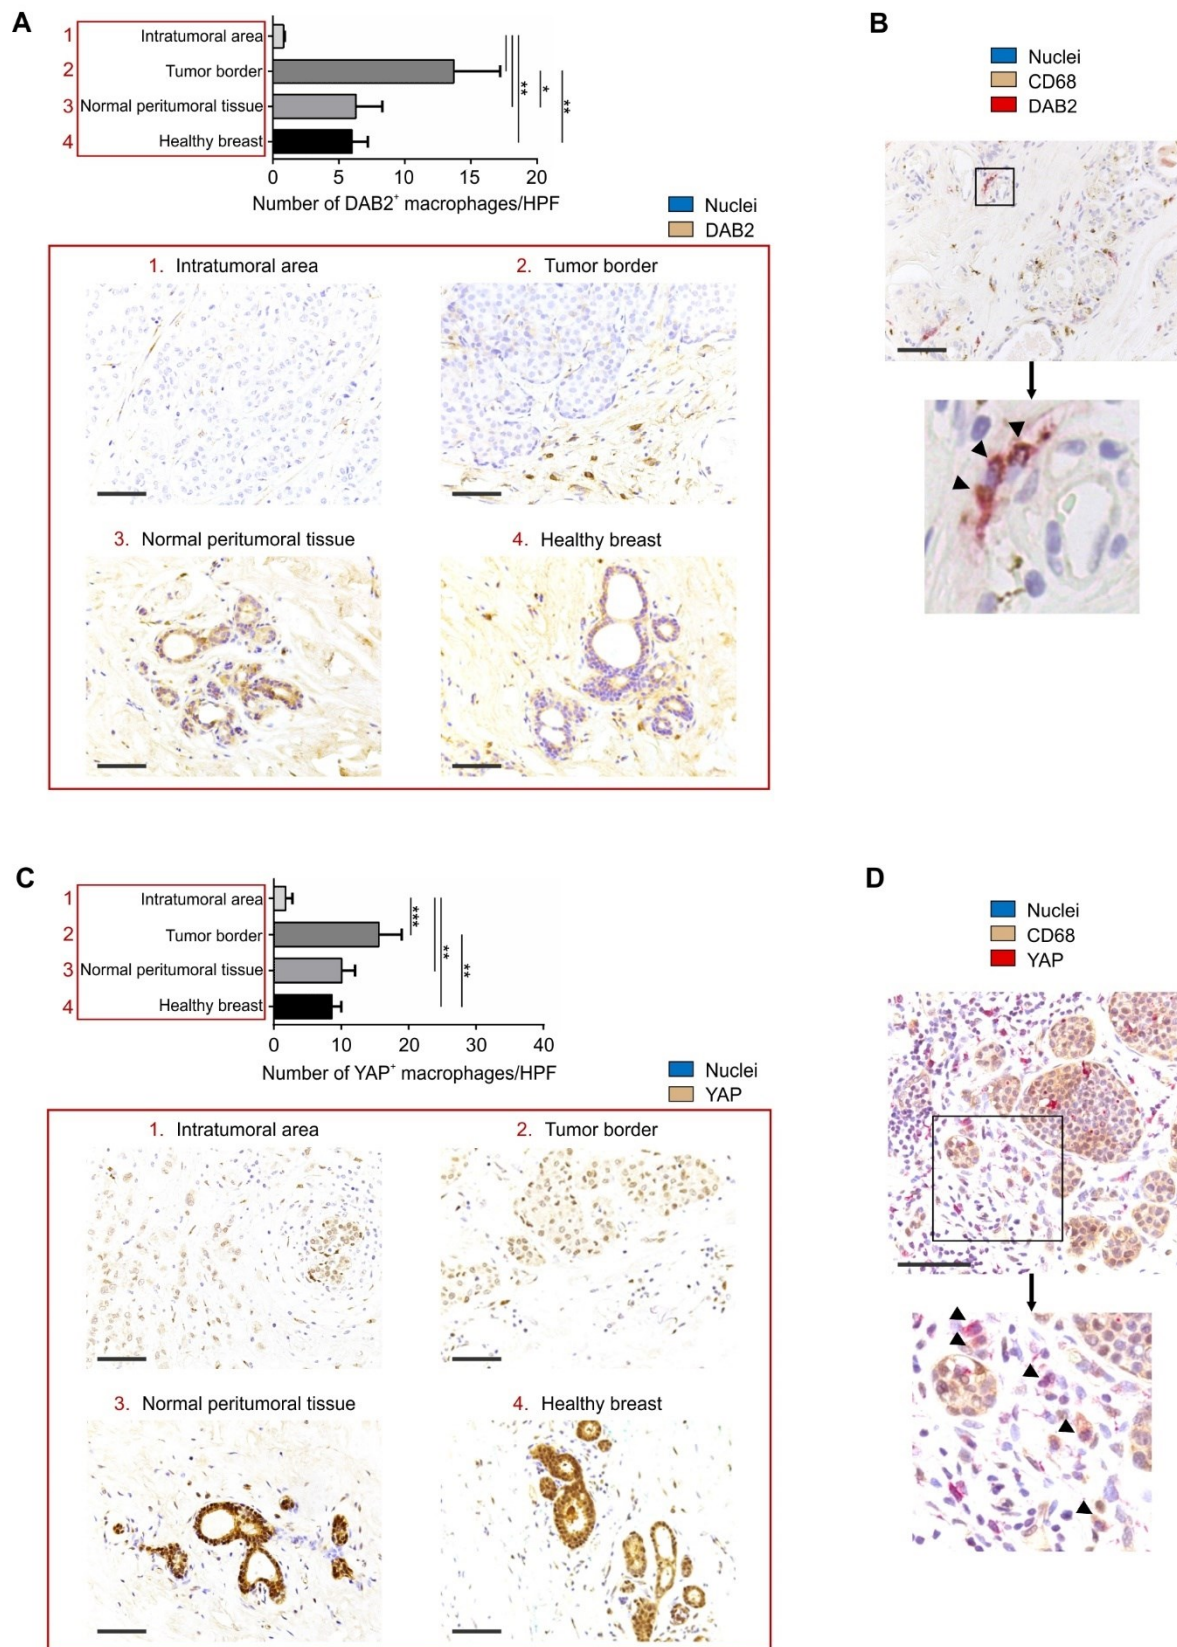 A
1 Intratumoral area
2 Tumor border
3 Normal peritumoral tissue
4 Healthy breast
** * **
0 5 10 15 20
Number of DAB2⁺ macrophages/HPF
Nuclei
DAB2
1. Intratumoral area
2. Tumor border
3. Normal peritumoral tissue
4. Healthy breast
B
Nuclei
CD68
DAB2
C
1 Intratumoral area
2 Tumor border
3 Normal peritumoral tissue
4 Healthy breast
*** ** **
0 10 20 30 40
Number of YAP⁺ macrophages/HPF
Nuclei
YAP
1. Intratumoral area
2. Tumor border
3. Normal peritumoral tissue
4. Healthy breast
D
Nuclei
CD68
YAP